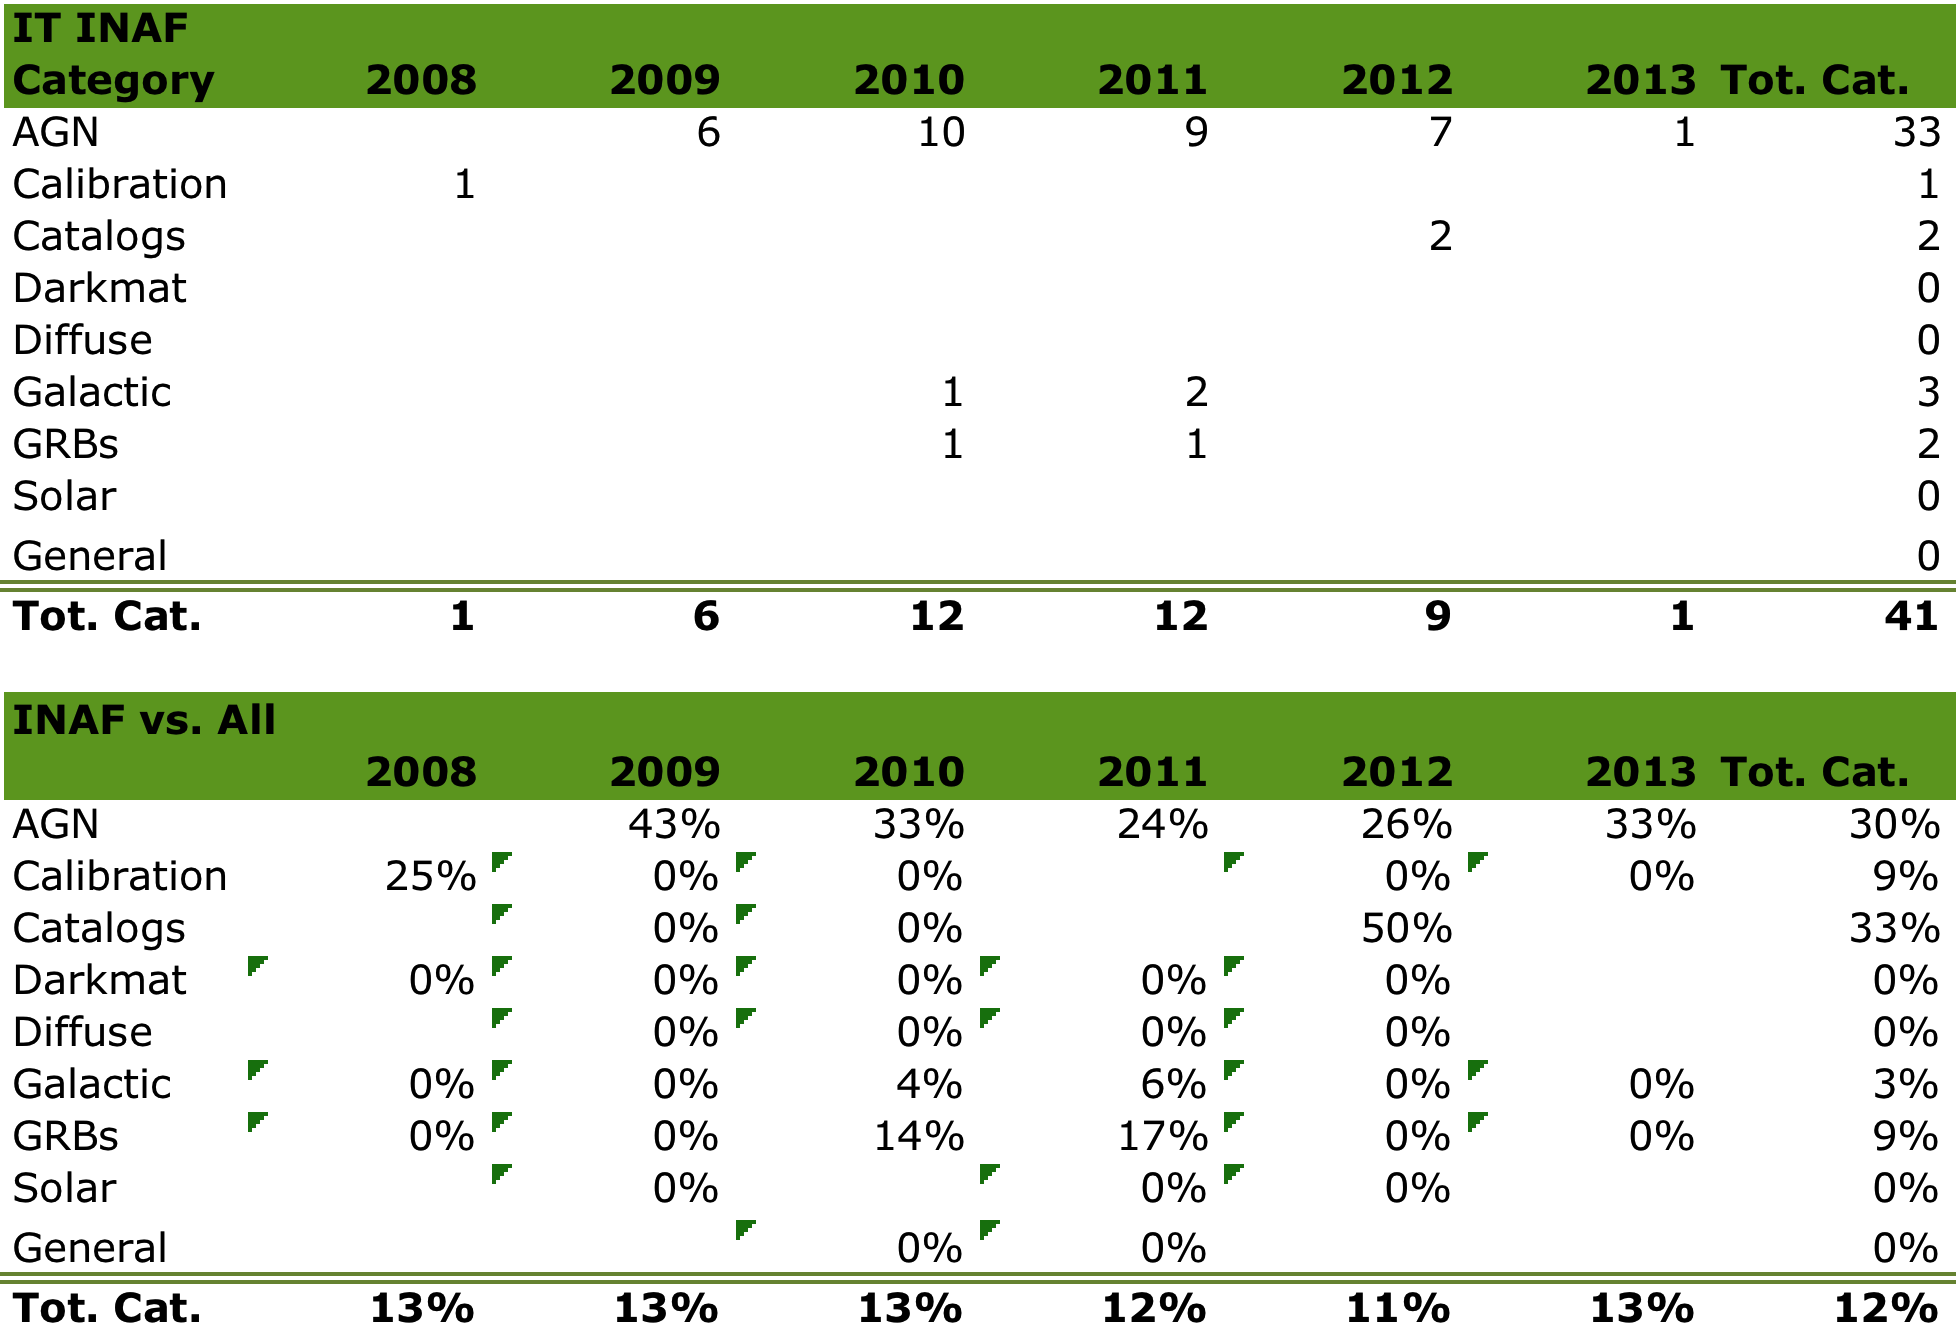 IT INAF
Category 2008 2009 2010 2011 2012 2013 Tot. Cat.
AGN 6 10 9 7 1 33
Calibration 1 1
Catalogs 2 2
Darkmat 0
Diffuse 0
Galactic 1 2 3
GRBs 1 1 2
Solar 0
General 0
Tot. Cat. 1 6 12 12 9 1 41
INAF vs. All
2008 2009 2010 2011 2012 2013 Tot. Cat.
AGN 43% 33% 24% 26% 33% 30%
Calibration 25% 0% 0% 0% 0% 9%
Catalogs 0% 0% 50% 33%
Darkmat 0% 0% 0% 0% 0% 0%
Diffuse 0% 0% 0% 0% 0%
Galactic 0% 0% 4% 6% 0% 0% 3%
GRBs 0% 0% 14% 17% 0% 0% 9%
Solar 0% 0% 0% 0%
General 0% 0% 0%
Tot. Cat. 13% 13% 13% 12% 11% 13% 12%